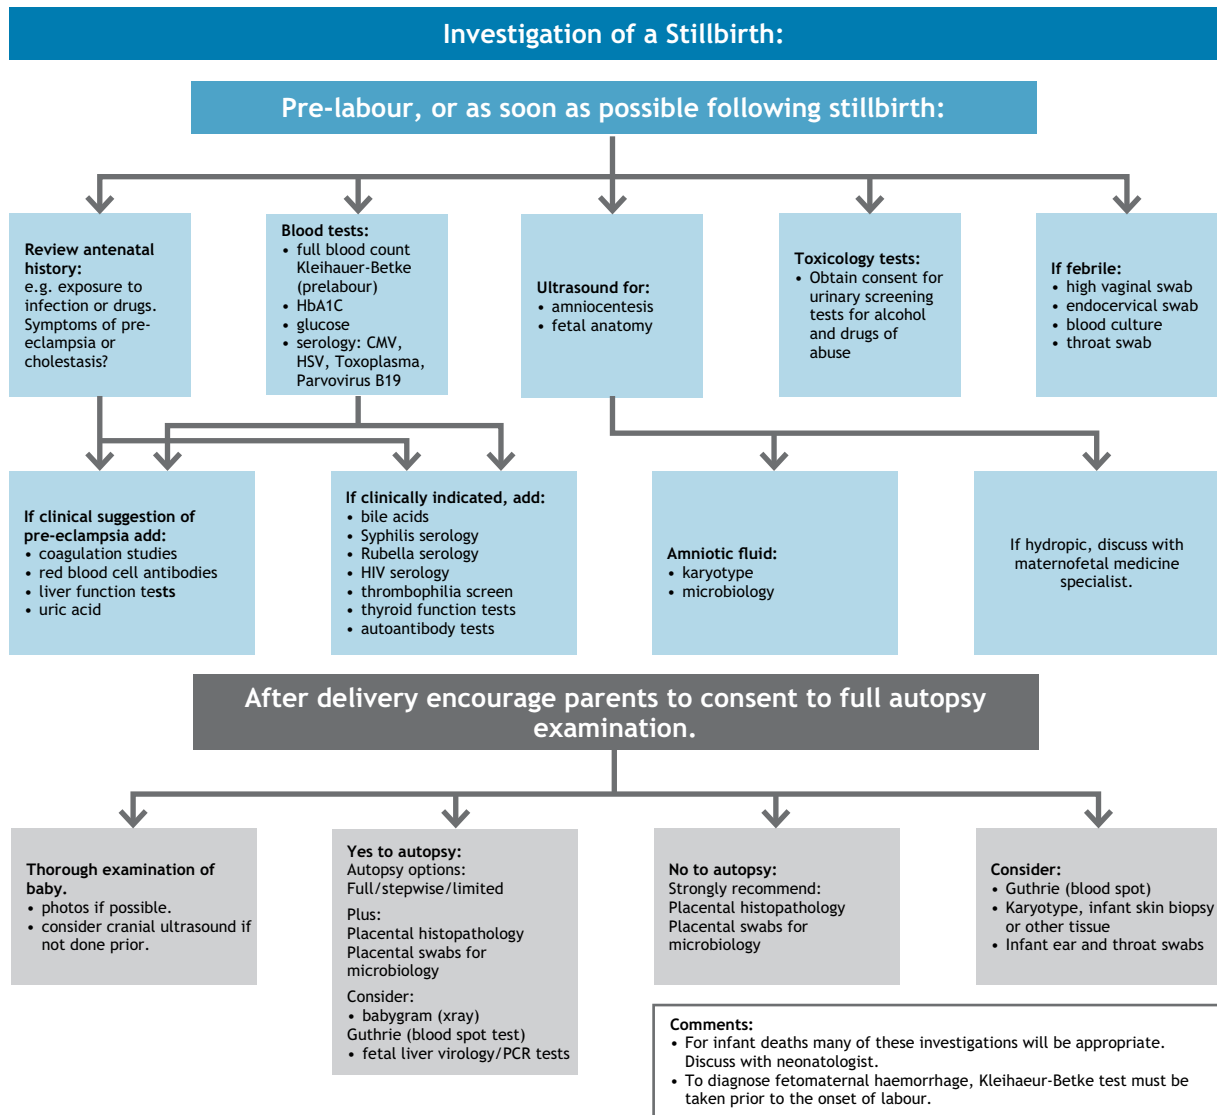 Investigation of a Stillbirth:
Pre-labour, or as soon as possible following stillbirth:
Review antenatal
history:
e.g. exposure to
infection or drugs.
Symptoms of pre-
eclampsia or
cholestasis?
Blood tests:
• full blood count
Kleihauer-Betke
(prelabour)
• HbA1C
• glucose
• serology: CMV,
HSV, Toxoplasma,
Parvovirus B19
Ultrasound for:
• amniocentesis
• fetal anatomy
Toxicology tests:
• Obtain consent for
urinary screening
tests for alcohol
and drugs of
abuse
If febrile:
• high vaginal swab
• endocervical swab
• blood culture
• throat swab
If clinical suggestion of
pre-eclampsia add:
• coagulation studies
• red blood cell antibodies
• liver function tests
• uric acid
If clinically indicated, add:
• bile acids
• Syphilis serology
• Rubella serology
• HIV serology
• thrombophilia screen
• thyroid function tests
• autoantibody tests
Amniotic fluid:
• karyotype
• microbiology
If hydropic, discuss with
maternofetal medicine
specialist.
After delivery encourage parents to consent to full autopsy
examination.
Thorough examination of
baby.
• photos if possible.
• consider cranial ultrasound if
not done prior.
Yes to autopsy:
Autopsy options:
Full/stepwise/limited
Plus:
Placental histopathology
Placental swabs for
microbiology
Consider:
• babygram (xray)
Guthrie (blood spot test)
• fetal liver virology/PCR tests
No to autopsy:
Strongly recommend:
Placental histopathology
Placental swabs for
microbiology
Consider:
• Guthrie (blood spot)
• Karyotype, infant skin biopsy
or other tissue
• Infant ear and throat swabs
Comments:
• For infant deaths many of these investigations will be appropriate.
Discuss with neonatologist.
• To diagnose fetomaternal haemorrhage, Kleihaeur-Betke test must be
taken prior to the onset of labour.